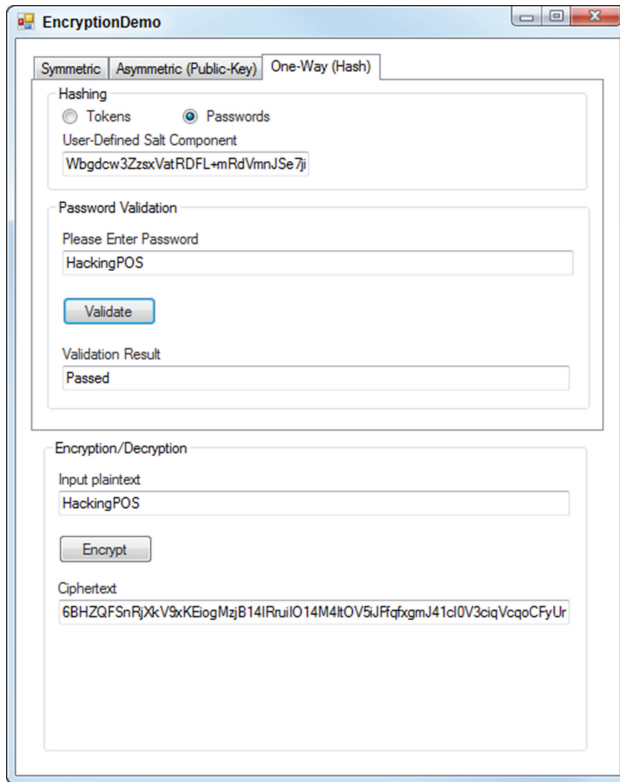 EncryptionDemo
Symmetric Asymmetric (Public-Key) One-Way (Hash)
Hashing
Tokens Passwords
User-Defined Salt Component
Wbgdcw3ZzsxVatRDFL+mRdVmnJSe7ji
Password Validation
Please Enter Password
HackingPOS
Validate
Validation Result
Passed
Encryption/Decryption
Input plaintext
HackingPOS
Encrypt
Ciphertext